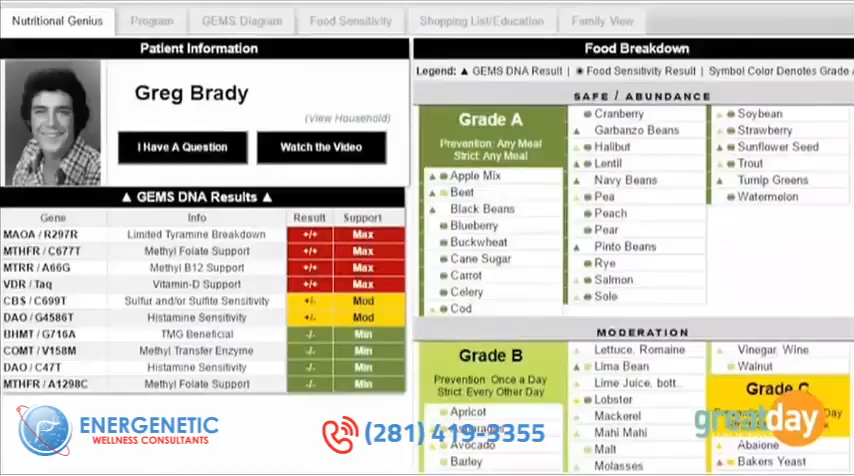 Nutritional Genius
Program
GEMS Diagram
Food Sensitivity
Shopping List/Education
Family View
Patient Information
Greg Brady
(View Household)
I Have A Question
Watch the Video
▲ GEMS DNA Results ▲
Gene Info Result Support
MAOA / R297R Limited Tyramine Breakdown +/+ Max
MTHFR / C677T Methyl Folate Support +/+ Max
MTRR / A66G Methyl B12 Support +/+ Max
VDR / Taq Vitamin-D Support +/+ Max
CBS / C699T Sulfur and/or Sulfite Sensitivity +/- Mod
DAO / G4586T Histamine Sensitivity +/- Mod
BHMT / G716A TMG Beneficial -/- Min
COMT / V158M Methyl Transfer Enzyme -/- Min
DAO / C47T Histamine Sensitivity -/- Min
MTHFR / A1298C Methyl Folate Support -/- Min
Food Breakdown
Legend: ▲ GEMS DNA Result | ◉ Food Sensitivity Result | Symbol Color Denotes Grade
SAFE / ABUNDANCE
Grade A
Prevention: Any Meal
Strict: Any Meal
Apple Mix
Beet
Black Beans
Blueberry
Buckwheat
Cane Sugar
Carrot
Celery
Cod
Cranberry
Garbanzo Beans
Halibut
Lentil
Navy Beans
Pea
Peach
Pear
Pinto Beans
Rye
Salmon
Sole
Soybean
Strawberry
Sunflower Seed
Trout
Turnip Greens
Watermelon
MODERATION
Grade B
Prevention: Once a Day
Strict: Every Other Day
Apricot
Asparagus
Avocado
Barley
Lettuce, Romaine
Lima Bean
Lime Juice, bott..
Lobster
Mackerel
Mahi Mahi
Malt
Molasses
Vinegar, Wine
Walnut
Grade C
Day
Abalone
Bakers Yeast
ENERGENETIC
WELLNESS CONSULTANTS
(281) 419-3355
greatday